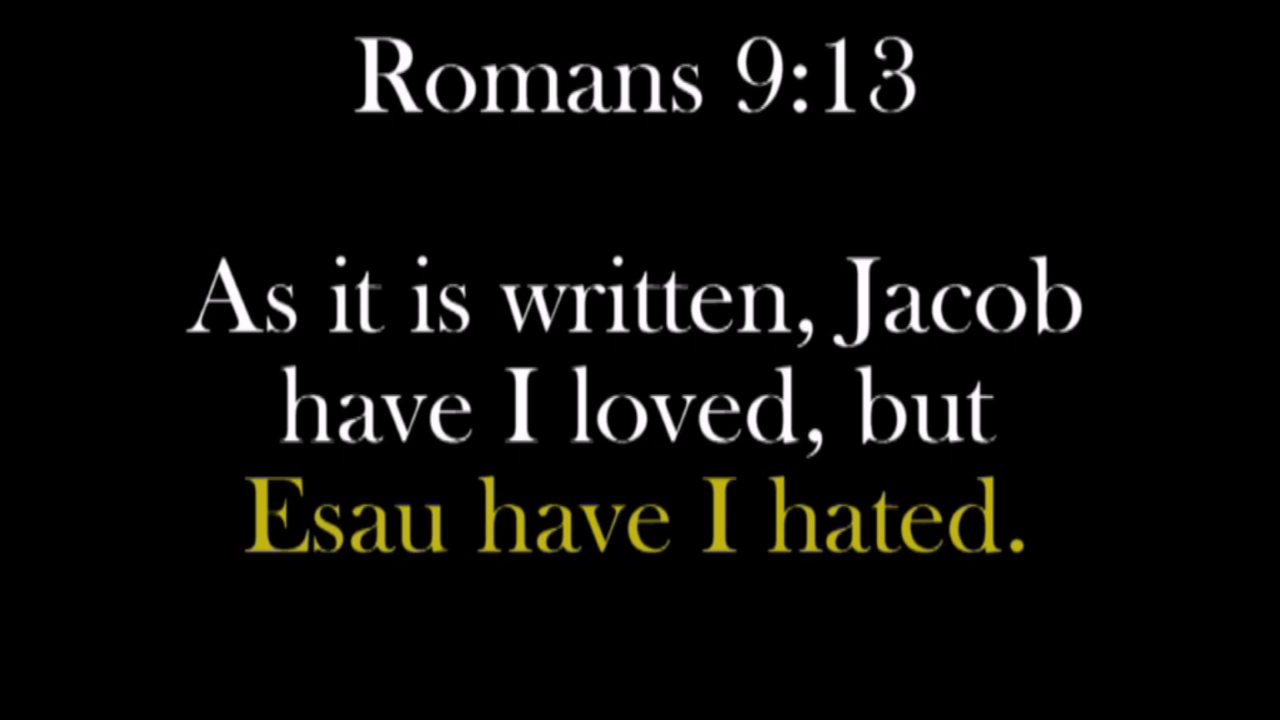 Romans 9:13
As it is written, Jacob
have I loved, but
Esau have I hated.